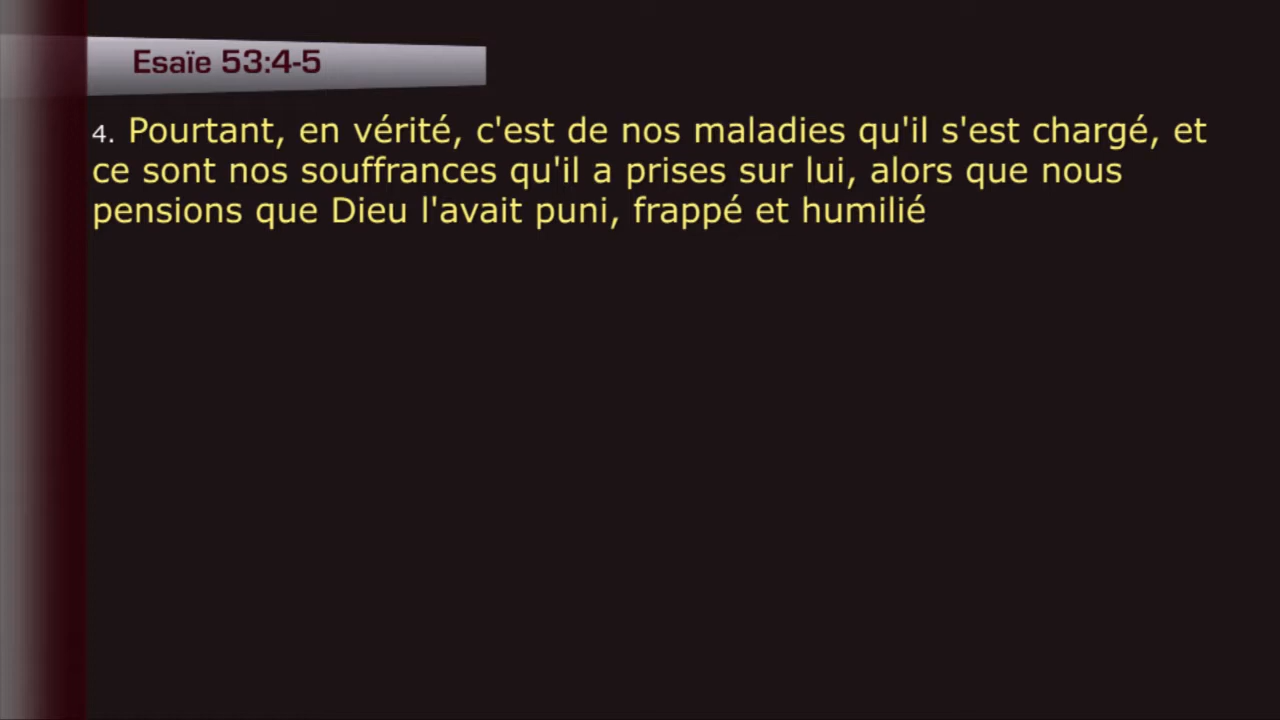 Esaïe 53:4-5
4. Pourtant, en vérité, c'est de nos maladies qu'il s'est chargé, et
ce sont nos souffrances qu'il a prises sur lui, alors que nous
pensions que Dieu l'avait puni, frappé et humilié